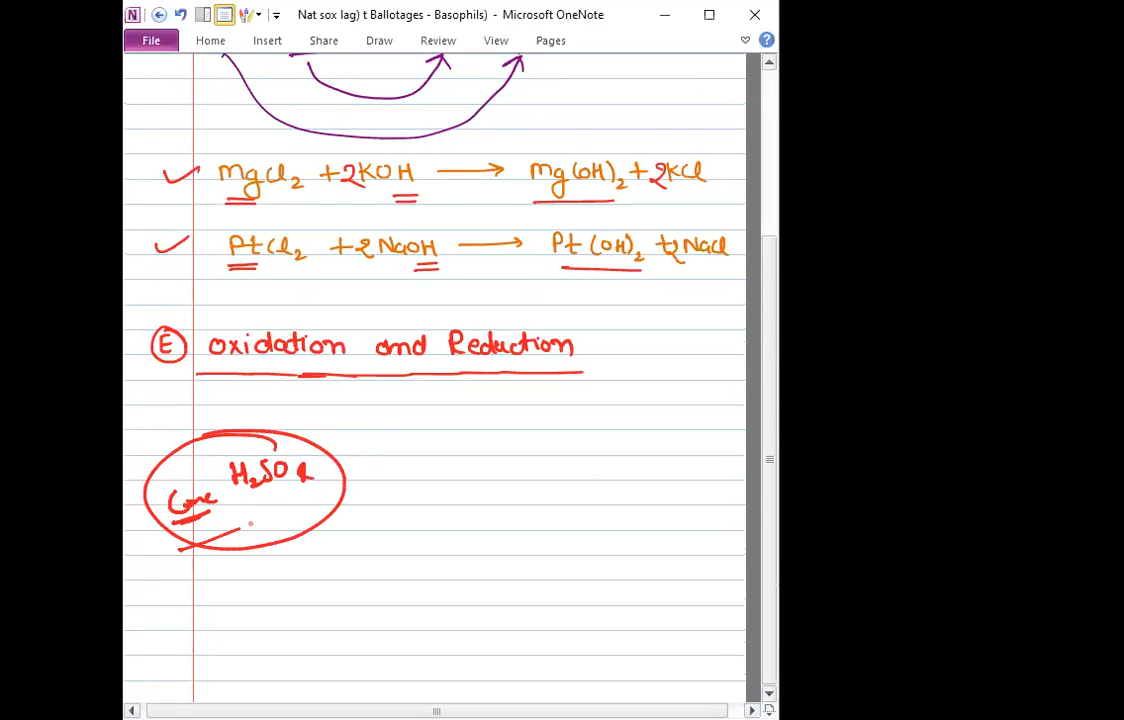 Nat sox lag) t Ballotages - Basophils) - Microsoft OneNote
File Home Insert Share Draw Review View Pages
MgCl2 + 2KOH → Mg(OH)2 + 2KCl
PtCl2 + 2NaOH → Pt(OH)2 + 2NaCl
E Oxidation and Reduction
H2SO4
Conc